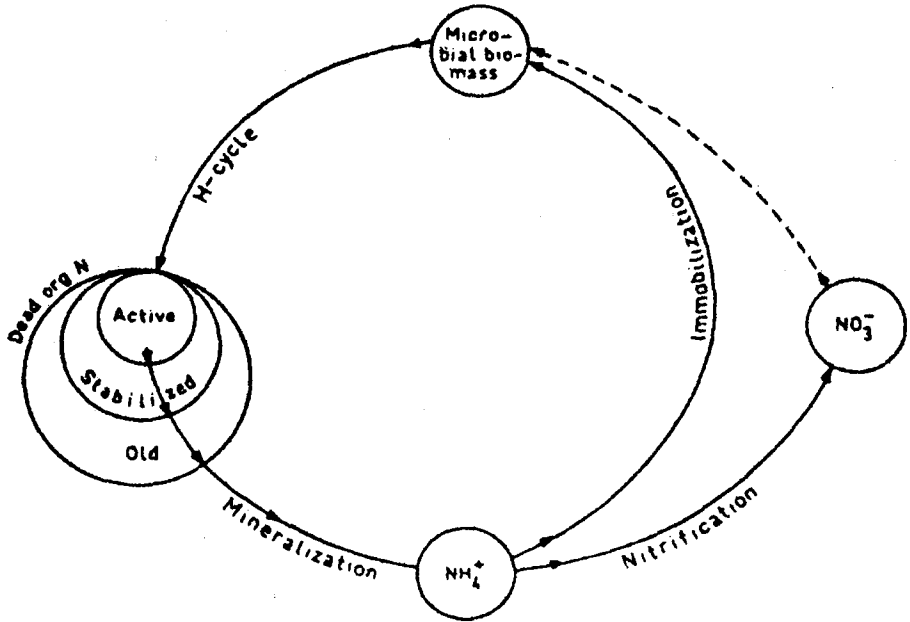 Micro-
bial bio-
mass
H-cycle
Immobilization
Dead org N
Active
Stabilized
Old
NO₃⁻
Mineralization
NH₄⁺
Nitrification